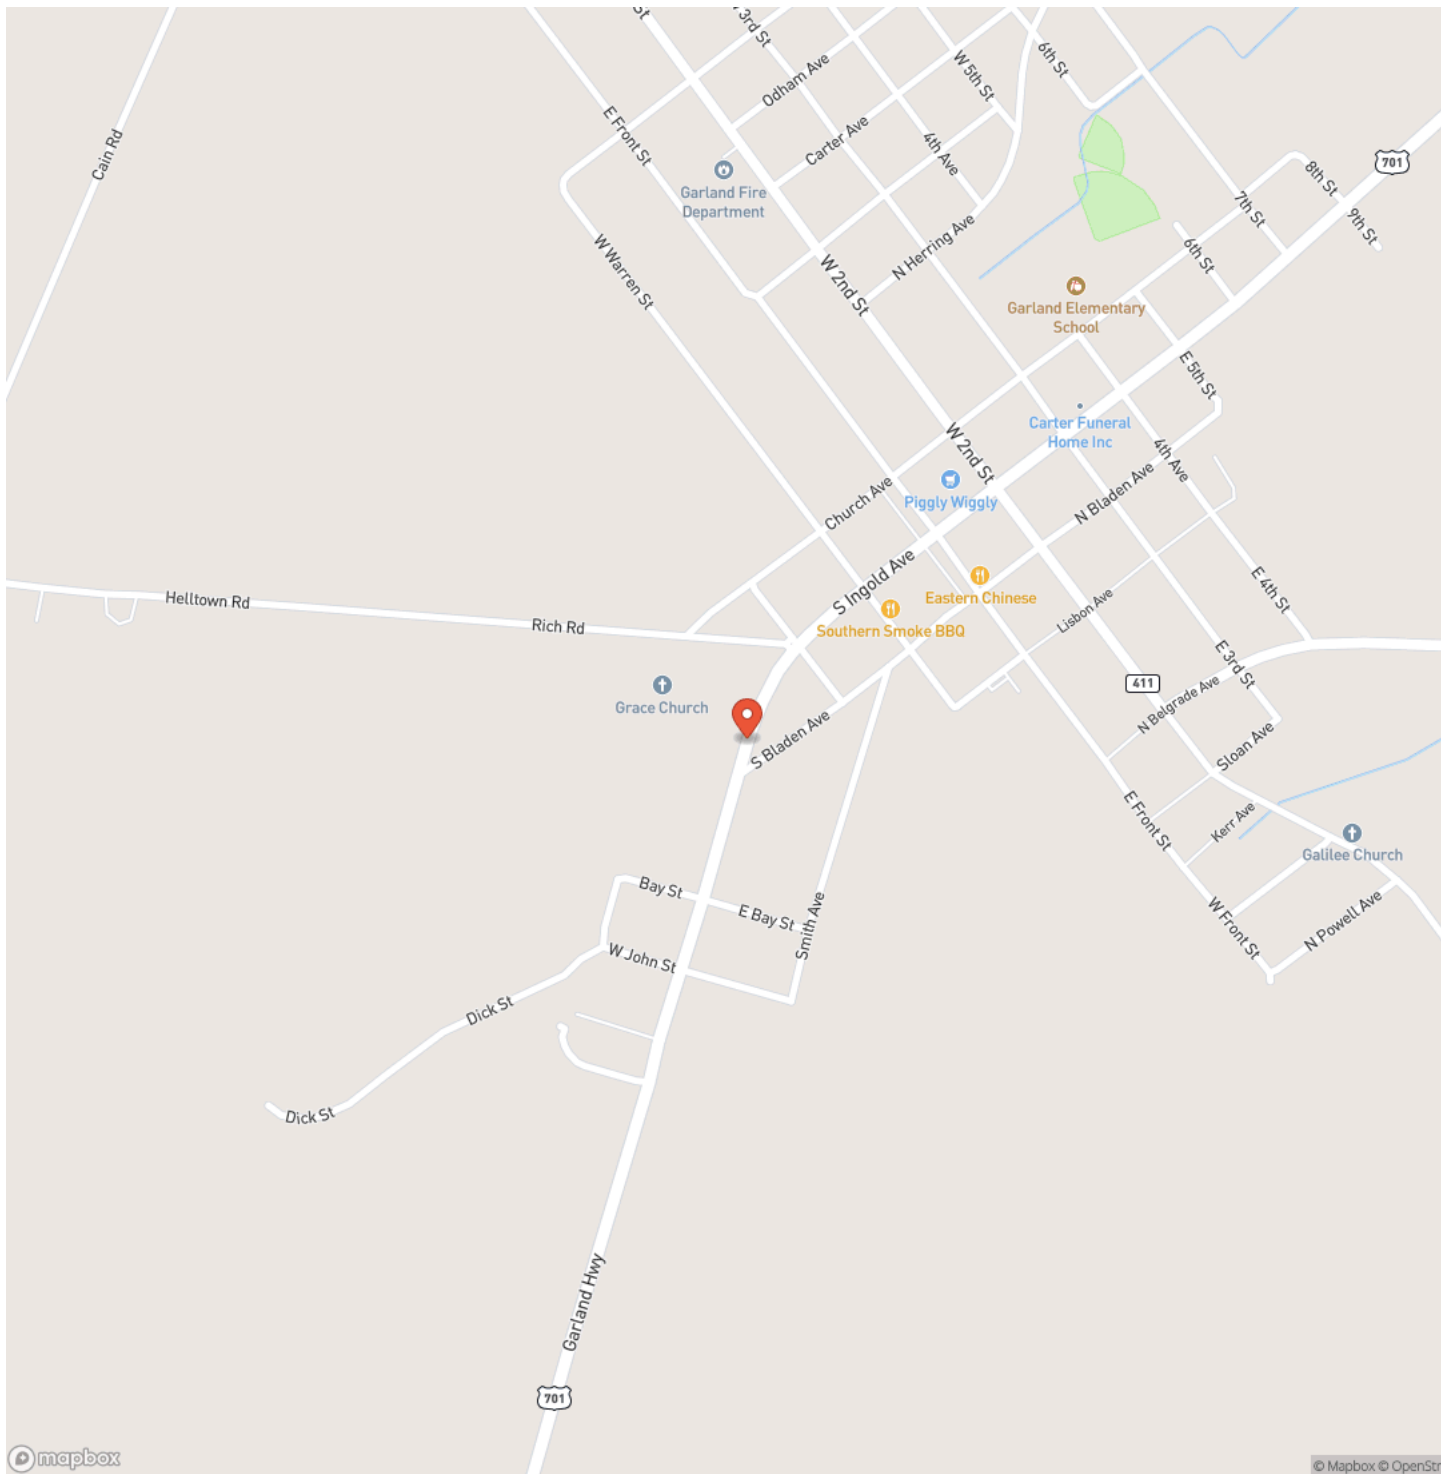 St
W 3rd St
6th St
W 5th St
Odham Ave
Cain Rd
E Front St
Carter Ave
4th Ave
701
Garland Fire
Department
8th St
7th St
9th St
N Herring Ave
6th St
W Warren St
W 2nd St
Garland Elementary
School
E 5th St
Carter Funeral
Home Inc
W 2nd St
4th Ave
Piggly Wiggly
Church Ave
N Bladen Ave
S Ingold Ave
Eastern Chinese
E 4th St
Helltown Rd
Rich Rd
Southern Smoke BBQ
Lisbon Ave
E 3rd St
411
N Belgrade Ave
Grace Church
S Bladen Ave
Sloan Ave
E Front St
Kerr Ave
Galilee Church
Bay St
E Bay St
Smith Ave
W Front St
N Powell Ave
W John St
Dick St
Dick St
Garland Hwy
701
mapbox
© Mapbox © OpenStr